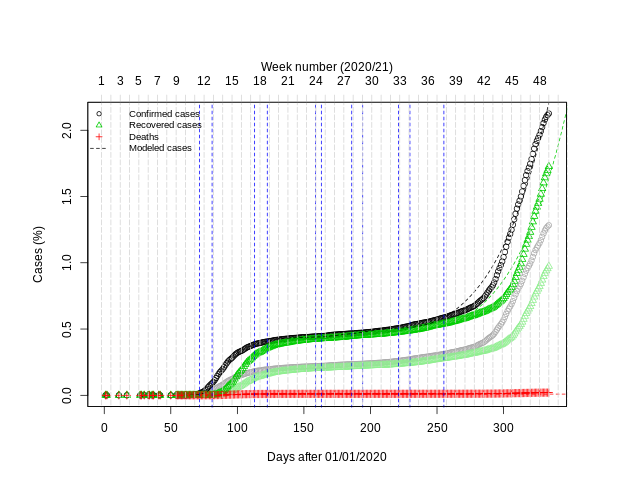 Week number (2020/21)
1 3 5 7 9 12 15 18 21 24 27 30 33 36 39 42 45 48
Confirmed cases
Recovered cases
Deaths
Modeled cases
Cases (%)
2.0
1.5
1.0
0.5
0.0
0 50 100 150 200 250 300
Days after 01/01/2020